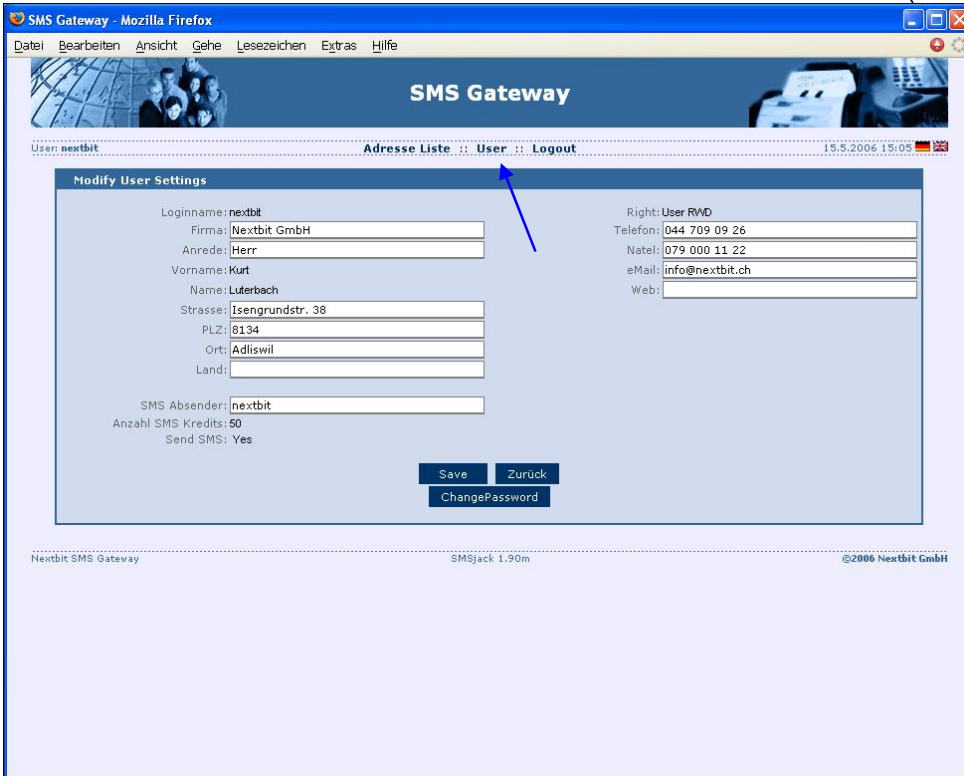 SMS Gateway - Mozilla Firefox
Datei Bearbeiten Ansicht Gehe Lesezeichen Extras Hilfe
SMS Gateway
User: nextbit Adresse Liste :: User :: Logout 15.5.2006 15:05
Modify User Settings
Loginname: nextbit Right: User RWD
Firma: Nextbit GmbH Telefon: 044 709 09 26
Anrede: Herr Natel: 079 000 11 22
Vorname: Kurt eMail: info@nextbit.ch
Name: Luterbach Web:
Strasse: Isengrundstr. 38
PLZ: 8134
Ort: Adliswil
Land:
SMS Absender: nextbit
Anzahl SMS Kredits: 50
Send SMS: Yes
Save Zurück
ChangePassword
Nextbit SMS Gateway SMSjack 1.90m ©2006 Nextbit GmbH